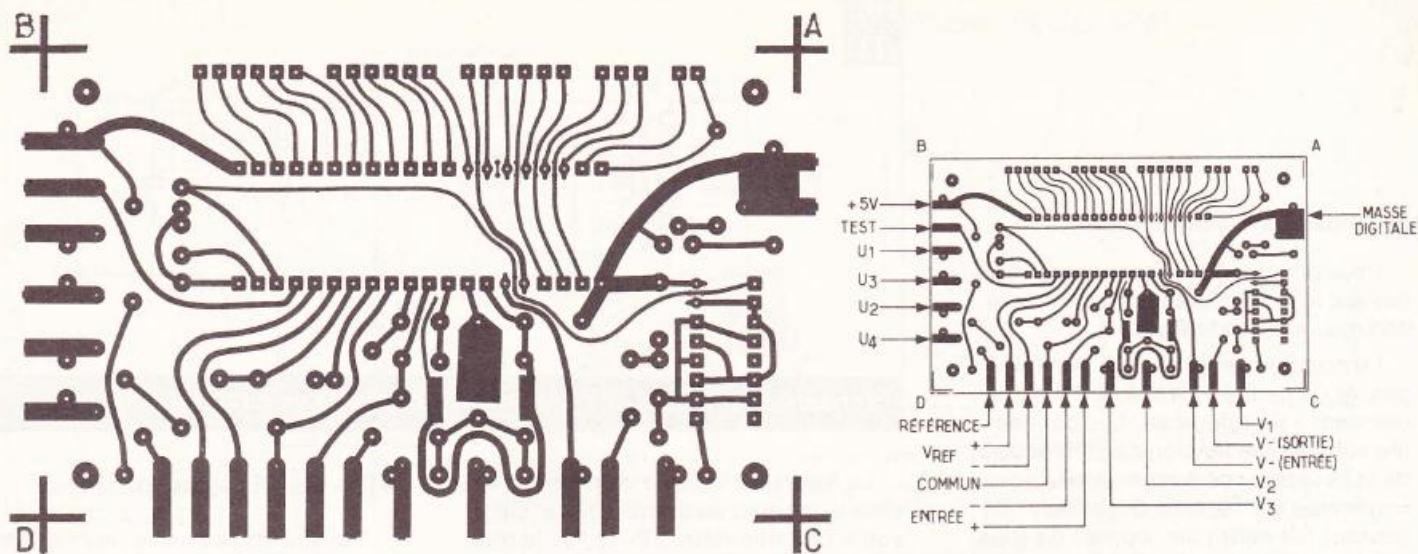 B
A
D
C
B
A
+5V
TEST
U1
U3
U2
U4
MASSE
DIGITALE
D
C
RÉFÉRENCE
VREF + -
COMMUN
ENTRÉE - +
V1
V-(SORTIE)
V-(ENTRÉE)
V2
V3